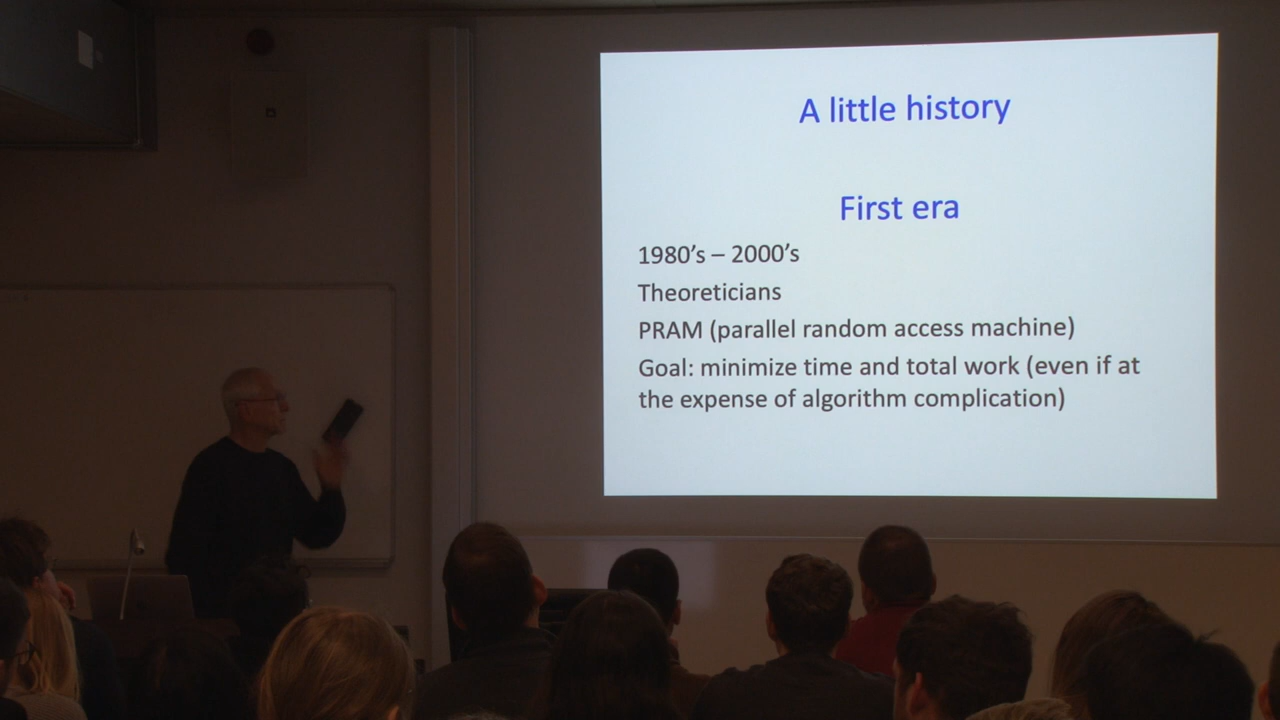 A little history
First era
1980’s – 2000’s
Theoreticians
PRAM (parallel random access machine)
Goal: minimize time and total work (even if at
the expense of algorithm complication)